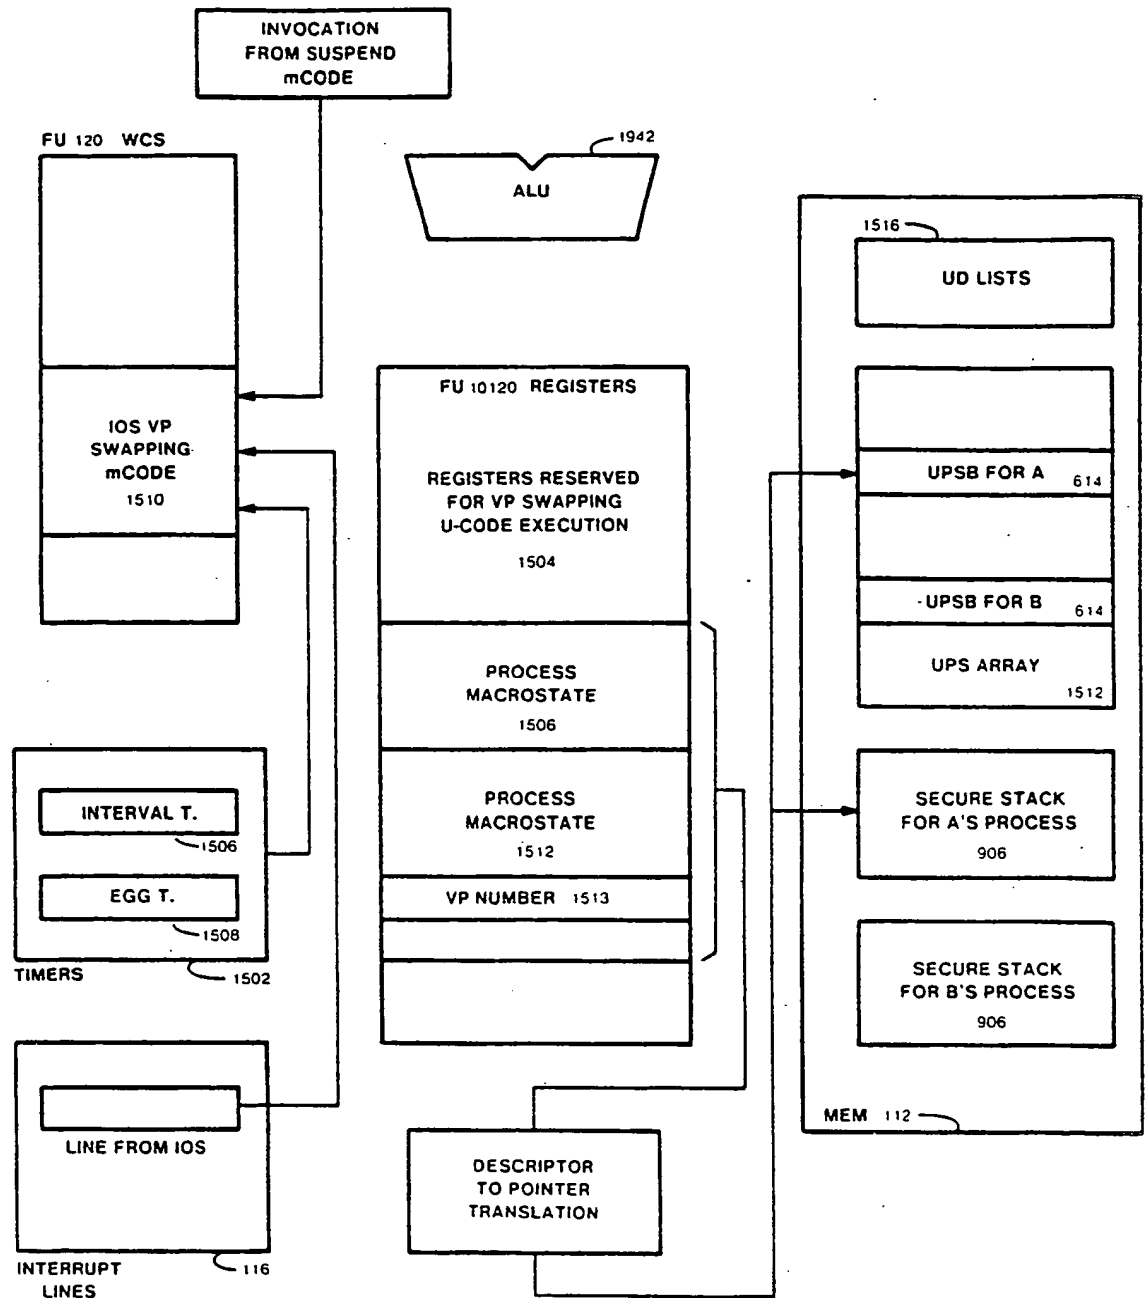 INVOCATION
FROM SUSPEND
mCODE
FU 120 WCS
1942
ALU
1516
UD LISTS
IOS VP
SWAPPING
mCODE
1510
FU 10120 REGISTERS
REGISTERS RESERVED
FOR VP SWAPPING
U-CODE EXECUTION
1504
UPSB FOR A
614
UPSB FOR B
614
UPS ARRAY
1512
PROCESS
MACROSTATE
1506
PROCESS
MACROSTATE
1512
VP NUMBER 1513
INTERVAL T.
1506
EGG T.
1508
TIMERS
1502
SECURE STACK
FOR A'S PROCESS
906
SECURE STACK
FOR B'S PROCESS
906
MEM 112
LINE FROM IOS
INTERRUPT
LINES
116
DESCRIPTOR
TO POINTER
TRANSLATION